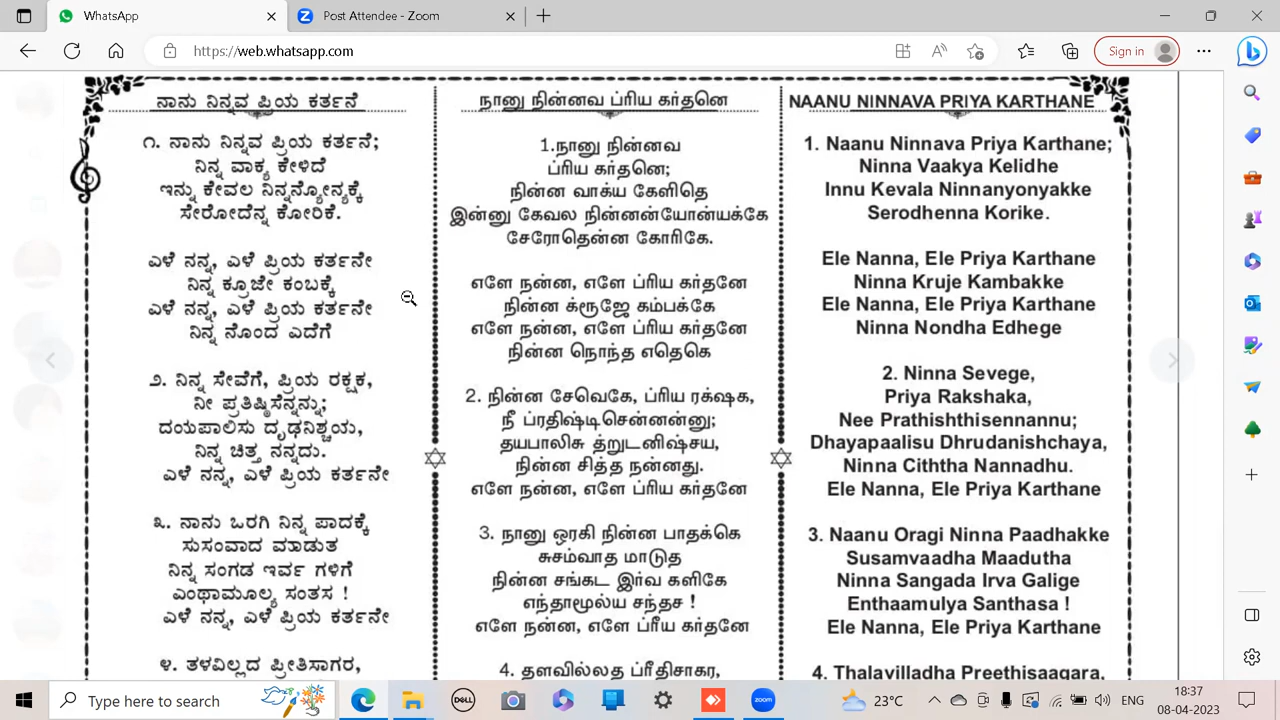 WhatsApp
Post Attendee - Zoom
https://web.whatsapp.com
Sign in
ನಾನು ನಿನ್ನವ ಪ್ರಿಯ ಕರ್ತನೆ
೧. ನಾನು ನಿನ್ನವ ಪ್ರಿಯ ಕರ್ತನೆ;
ನಿನ್ನ ವಾಕ್ಯ ಕೇಳಿದೆ
ಇನ್ನು ಕೇವಲ ನಿನ್ನನ್ಯೋನ್ಯಕ್ಕೆ
ಸೇರೋದೆನ್ನ ಕೋರಿಕೆ.
ಎಳೆ ನನ್ನ, ಎಳೆ ಪ್ರಿಯ ಕರ್ತನೇ
ನಿನ್ನ ಕ್ರೂಜೇ ಕಂಬಕ್ಕೆ
ಎಳೆ ನನ್ನ, ಎಳೆ ಪ್ರಿಯ ಕರ್ತನೇ
ನಿನ್ನ ನೊಂದ ಎದೆಗೆ
೨. ನಿನ್ನ ಸೇವೆಗೆ, ಪ್ರಿಯ ರಕ್ಷಕ,
ನೀ ಪ್ರತಿಷ್ಠಿಸೆನ್ನನ್ನು;
ದಯಪಾಲಿಸು ದೃಢನಿಶ್ಚಯ,
ನಿನ್ನ ಚಿತ್ತ ನನ್ನದು.
ಎಳೆ ನನ್ನ, ಎಳೆ ಪ್ರಿಯ ಕರ್ತನೇ
೩. ನಾನು ಒರಗಿ ನಿನ್ನ ಪಾದಕ್ಕೆ
ಸುಸಂವಾದ ಮಾಡುತ
ನಿನ್ನ ಸಂಗಡ ಇರ್ವ ಗಳಿಗೆ
ಎಂಥಾಮೂಲ್ಯ ಸಂತಸ !
ಎಳೆ ನನ್ನ, ಎಳೆ ಪ್ರಿಯ ಕರ್ತನೇ
೪. ತಳವಿಲ್ಲದ ಪ್ರೀತಿಸಾಗರ,
நானு நின்னவ ப்ரிய கர்தனெ
1.நானு நின்னவ
ப்ரிய கர்தனெ;
நின்ன வாக்ய கேளிதெ
இன்னு கேவல நின்னன்யோன்யக்கே
சேரோதென்ன கோரிகே.
எளே நன்ன, எளே ப்ரிய கர்தனே
நின்ன க்ரூஜே கம்பக்கே
எளே நன்ன, எளே ப்ரிய கர்தனே
நின்ன நொந்த எதெகெ
2. நின்ன சேவெகே, ப்ரிய ரக்ஷக,
நீ ப்ரதிஷ்டிசென்னன்னு;
தயபாலிசு த்றுடனிஷ்சய,
நின்ன சித்த நன்னது.
எளே நன்ன, எளே ப்ரிய கர்தனே
3. நானு ஒரகி நின்ன பாதக்கெ
சுசம்வாத மாடுத
நின்ன சங்கட இர்வ களிகே
எந்தாமூல்ய சந்தச !
எளே நன்ன, எளே ப்ரீய கர்தனே
4. தளவில்லத ப்ரீதிசாகர,
NAANU NINNAVA PRIYA KARTHANE
1. Naanu Ninnava Priya Karthane;
Ninna Vaakya Kelidhe
Innu Kevala Ninnanyonyakke
Serodhenna Korike.
Ele Nanna, Ele Priya Karthane
Ninna Kruje Kambakke
Ele Nanna, Ele Priya Karthane
Ninna Nondha Edhege
2. Ninna Sevege,
Priya Rakshaka,
Nee Prathishthisennannu;
Dhayapaalisu Dhrudanishchaya,
Ninna Ciththa Nannadhu.
Ele Nanna, Ele Priya Karthane
3. Naanu Oragi Ninna Paadhakke
Susamvaadha Maadutha
Ninna Sangada Irva Galige
Enthaamulya Santhasa !
Ele Nanna, Ele Priya Karthane
4. Thalavilladha Preethisaagara,
Type here to search
DELL
zoom
23°C
ENG
18:37
08-04-2023